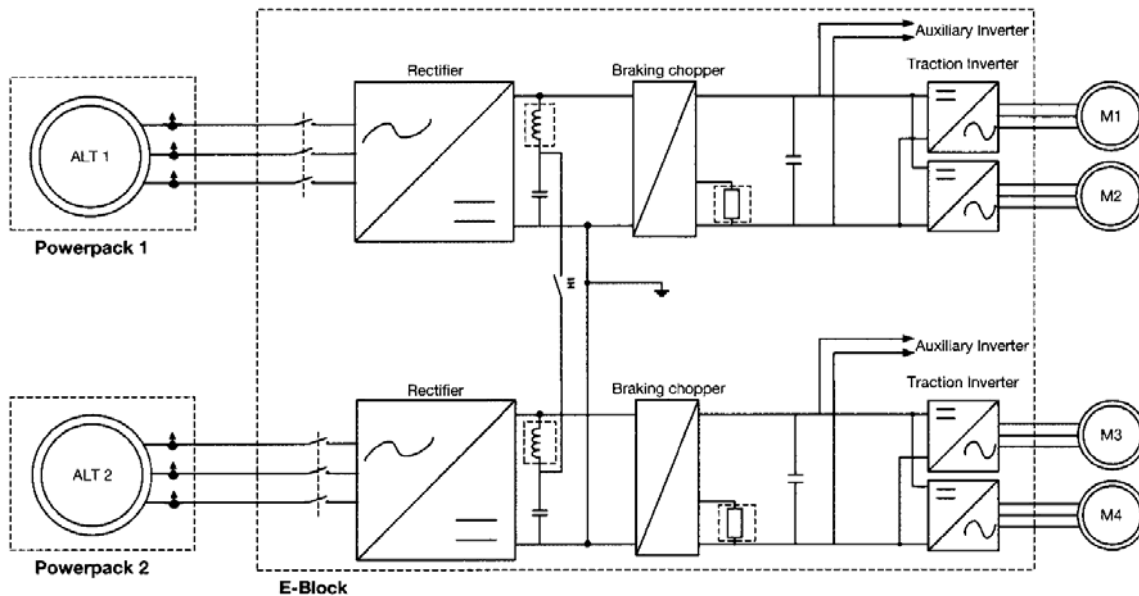 Auxiliary Inverter
Rectifier
Braking chopper
Traction Inverter
ALT 1
M1
M2
Powerpack 1
H1
Auxiliary Inverter
Rectifier
Braking chopper
Traction Inverter
ALT 2
M3
M4
Powerpack 2
E-Block